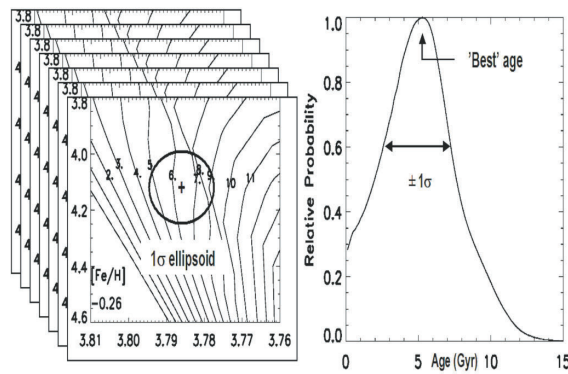 3.8
3.8
3.8
3.8
3.8
3.8
3.8
4.0
4.2
4.4
4.6
2. 3. 4. 5. 6. 7. 8. 9. 10 11
1σ ellipsoid
[Fe/H]
−0.26
3.81 3.80 3.79 3.78 3.77 3.76
1.0
0.8
0.6
0.4
0.2
0.0
Relative Probability
'Best' age
±1σ
0 5 Age (Gyr) 10 15